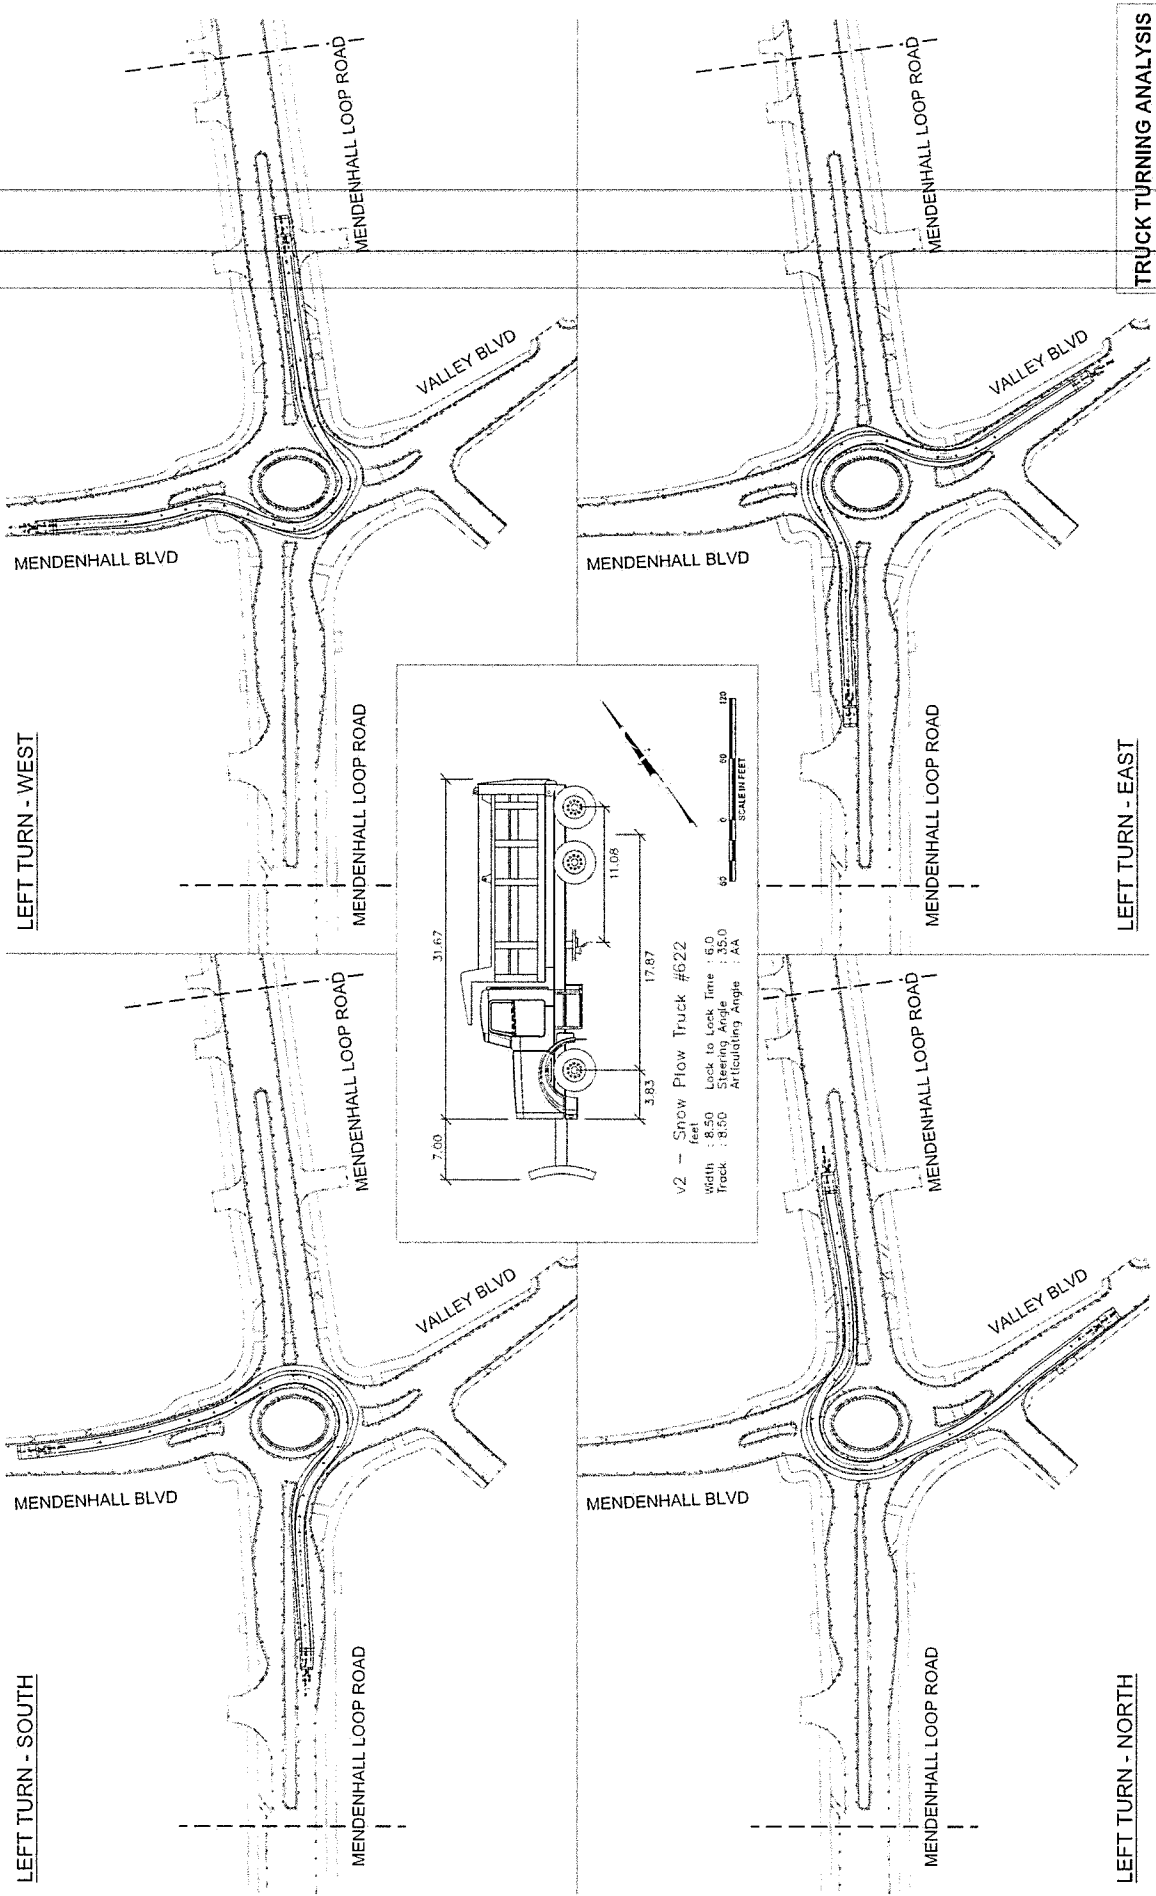 LEFT TURN - SOUTH
MENDENHALL BLVD
MENDENHALL LOOP ROAD
MENDENHALL LOOP ROAD
VALLEY BLVD
LEFT TURN - WEST
MENDENHALL BLVD
MENDENHALL LOOP ROAD
MENDENHALL LOOP ROAD
VALLEY BLVD
7.00
31.67
3.83
17.87
11.08
v2 - Snow Plow Truck #622
feet
Width : 8.50
Track : 8.50
Lock to Lock Time : 6.0
Steering Angle : 35.0
Articulating Angle : AA
60 0 60 120
SCALE IN FEET
LEFT TURN - NORTH
MENDENHALL BLVD
MENDENHALL LOOP ROAD
MENDENHALL LOOP ROAD
VALLEY BLVD
LEFT TURN - EAST
MENDENHALL BLVD
MENDENHALL LOOP ROAD
MENDENHALL LOOP ROAD
VALLEY BLVD
TRUCK TURNING ANALYSIS